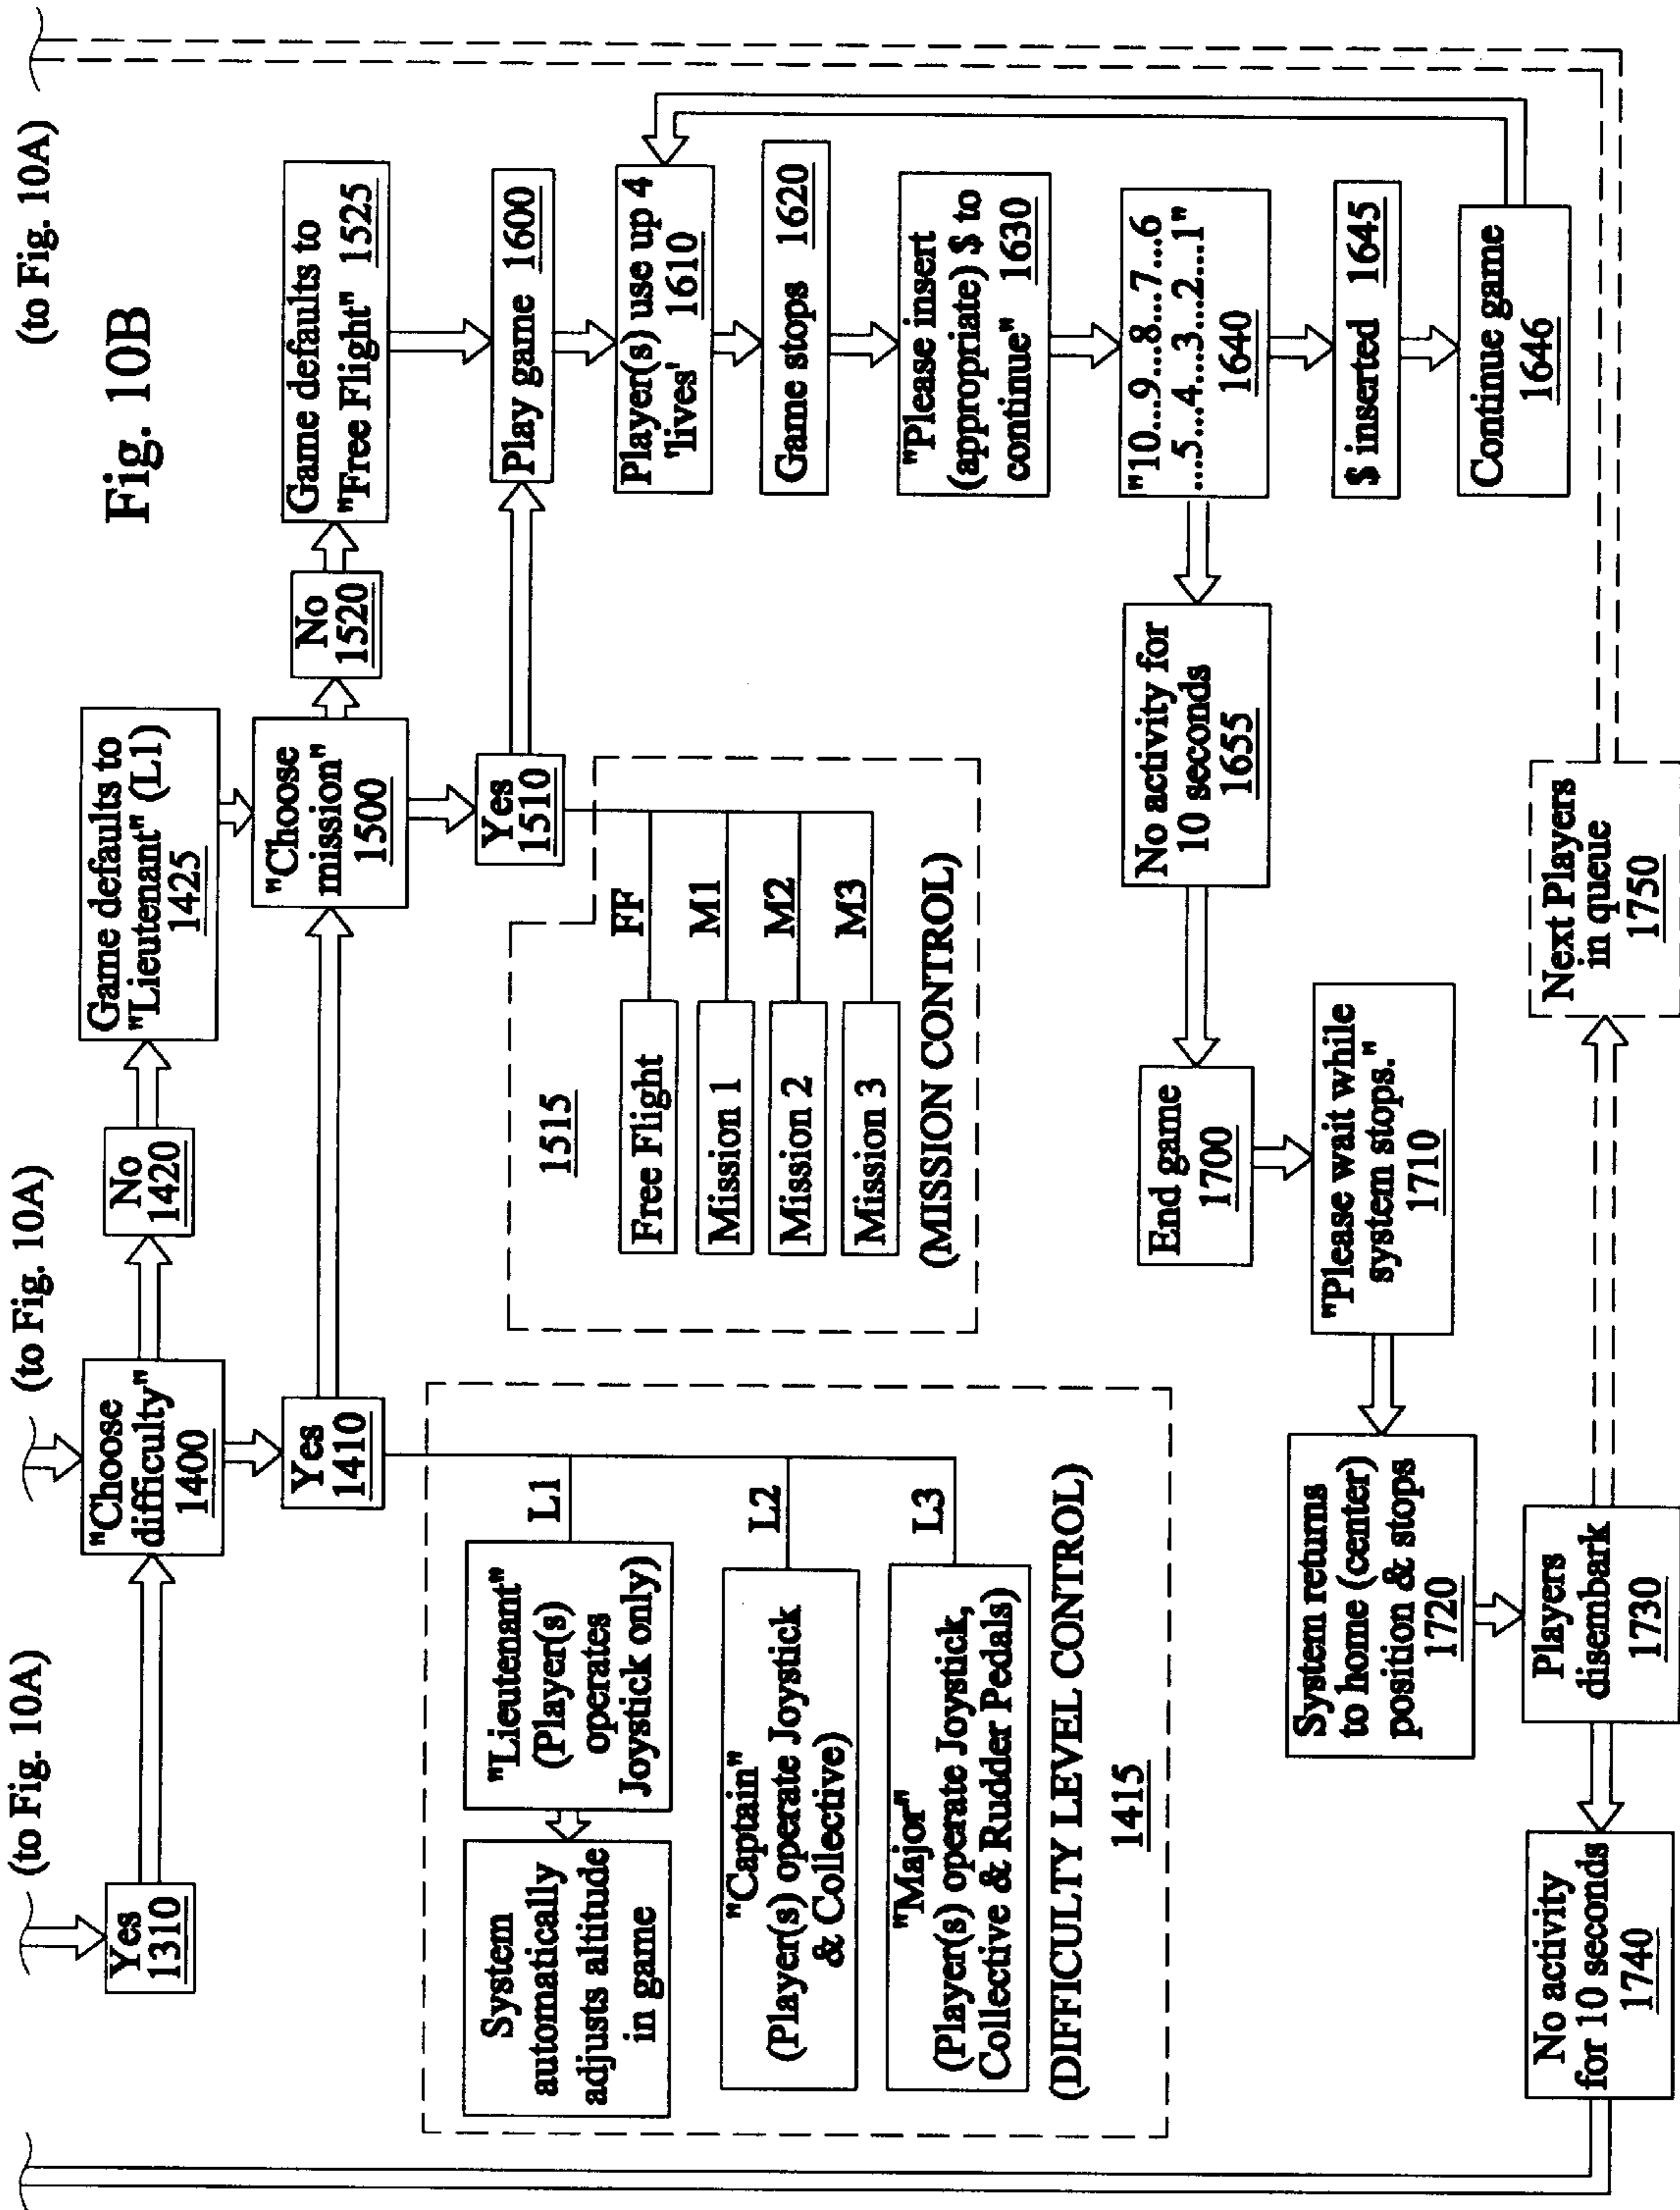 (to Fig. 10A)
(to Fig. 10A)
(to Fig. 10A)
Fig. 10B
Yes
1310
"Choose
difficulty"
1400
No
1420
Game defaults to
"Lieutenant" (L1)
1425
Yes
1410
"Choose
mission"
1500
No
1520
Game defaults to
"Free Flight" 1525
System
automatically
adjusts altitude
in game
"Lieutenant"
(Player(s)
operates
Joystick only)
L1
"Captain"
(Player(s) operate Joystick
& Collective)
L2
"Major"
(Player(s) operate Joystick,
Collective & Rudder Pedals)
L3
(DIFFICULTY LEVEL CONTROL)
1415
Yes
1510
1515
Free Flight
FF
Mission 1
M1
Mission 2
M2
Mission 3
M3
(MISSION CONTROL)
Play game 1600
Player(s) use up 4
'lives' 1610
Game stops 1620
"Please insert
(appropriate) $ to
continue" 1630
"10...9...8...7...6
...5...4...3...2...1"
1640
$ inserted 1645
Continue game
1646
No activity for
10 seconds
1655
End game
1700
"Please wait while
system stops."
1710
System returns
to home (center)
position & stops
1720
Players
disembark
1730
No activity
for 10 seconds
1740
Next Players
in queue
1750